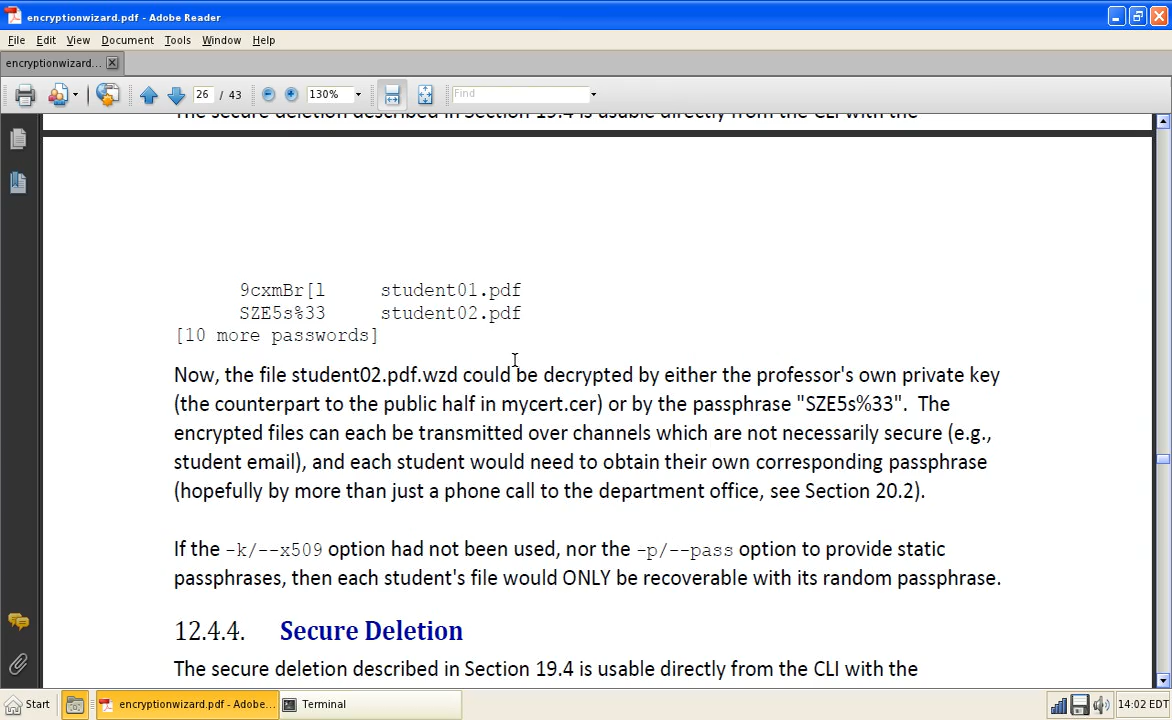 encryptionwizard.pdf - Adobe Reader
File Edit View Document Tools Window Help
encryptionwizard...
26 / 43 130% Find
The secure deletion described in Section 19.4 is usable directly from the CLI with the
9cxmBr[l student01.pdf
SZE5s%33 student02.pdf
[10 more passwords]
Now, the file student02.pdf.wzd could be decrypted by either the professor's own private key
(the counterpart to the public half in mycert.cer) or by the passphrase "SZE5s%33". The
encrypted files can each be transmitted over channels which are not necessarily secure (e.g.,
student email), and each student would need to obtain their own corresponding passphrase
(hopefully by more than just a phone call to the department office, see Section 20.2).
If the -k/--x509 option had not been used, nor the -p/--pass option to provide static
passphrases, then each student's file would ONLY be recoverable with its random passphrase.
12.4.4. Secure Deletion
The secure deletion described in Section 19.4 is usable directly from the CLI with the
Start encryptionwizard.pdf - Adobe... Terminal 14:02 EDT